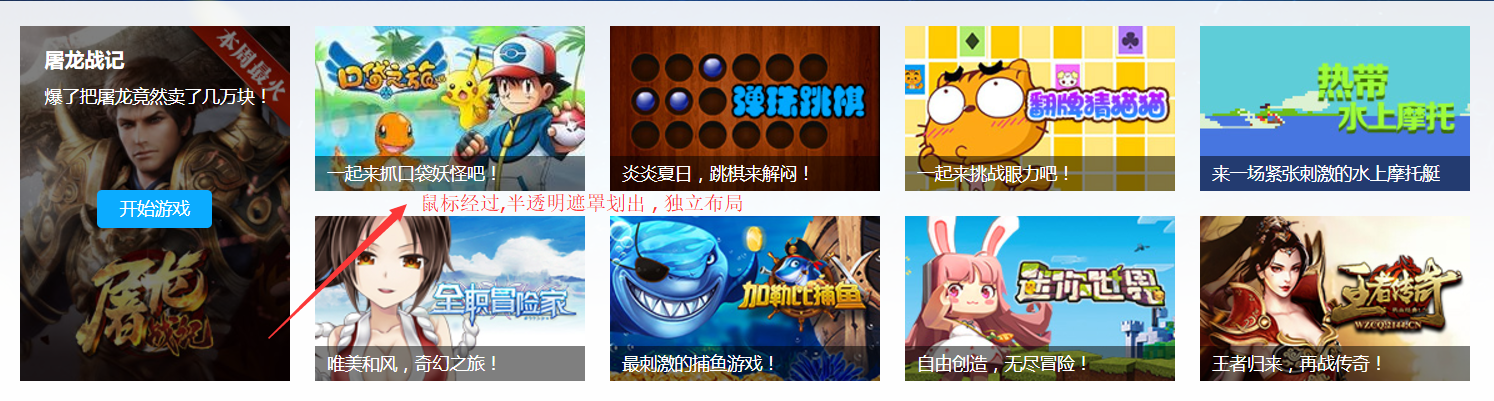 屠龙战记
爆了把屠龙竟然卖了几万块！
本周最火
开始游戏
屠龙
战记
口袋之旅
一起来抓口袋妖怪吧！
弹珠跳棋
炎炎夏日，跳棋来解闷！
翻牌猜猫猫
一起来挑战眼力吧！
热带
水上摩托
来一场紧张刺激的水上摩托艇
鼠标经过,半透明遮罩划出，独立布局
全职冒险家
唯美和风，奇幻之旅！
加勒比捕鱼
最刺激的捕鱼游戏！
迷你世界
自由创造，无尽冒险！
王者传奇
王者归来，再战传奇！